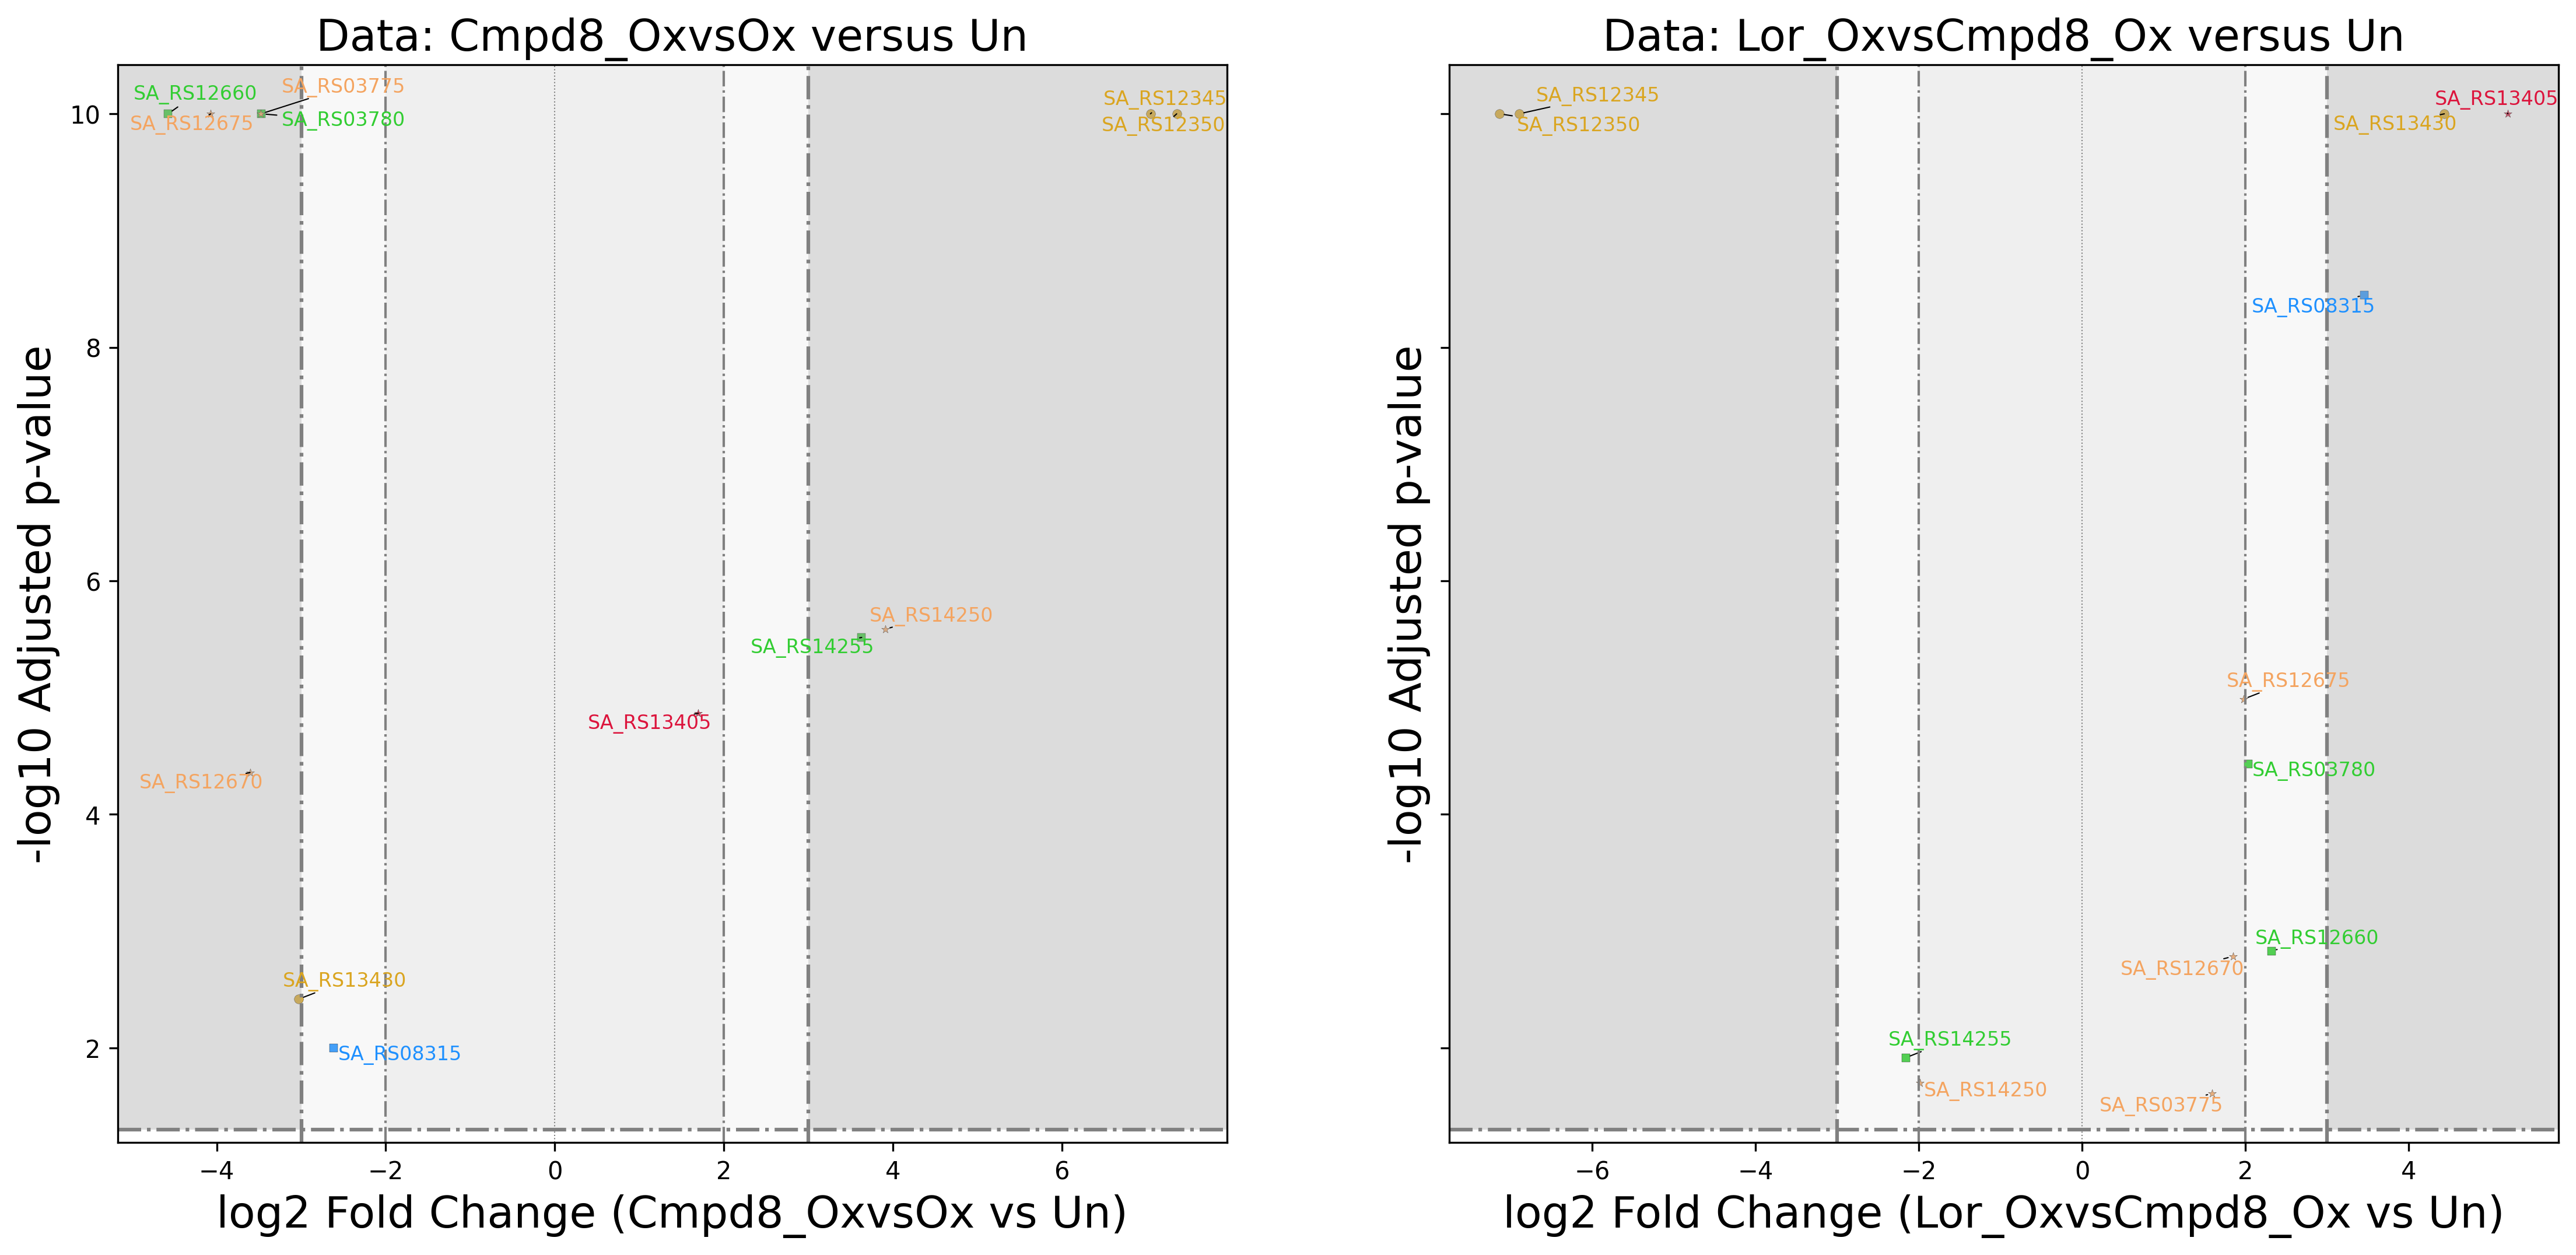 Data: Cmpd8_OxvsOx versus Un
SA_RS12660
SA_RS03775
SA_RS12675
SA_RS03780
SA_RS12345
SA_RS12350
SA_RS14250
SA_RS14255
SA_RS13405
SA_RS12670
SA_RS13430
SA_RS08315
10
8
6
4
2
-log10 Adjusted p-value
−4
−2
0
2
4
6
log2 Fold Change (Cmpd8_OxvsOx vs Un)
Data: Lor_OxvsCmpd8_Ox versus Un
SA_RS12345
SA_RS12350
SA_RS13405
SA_RS13430
SA_RS08315
SA_RS12675
SA_RS03780
SA_RS12660
SA_RS12670
SA_RS14255
SA_RS14250
SA_RS03775
-log10 Adjusted p-value
−6
−4
−2
0
2
4
log2 Fold Change (Lor_OxvsCmpd8_Ox vs Un)